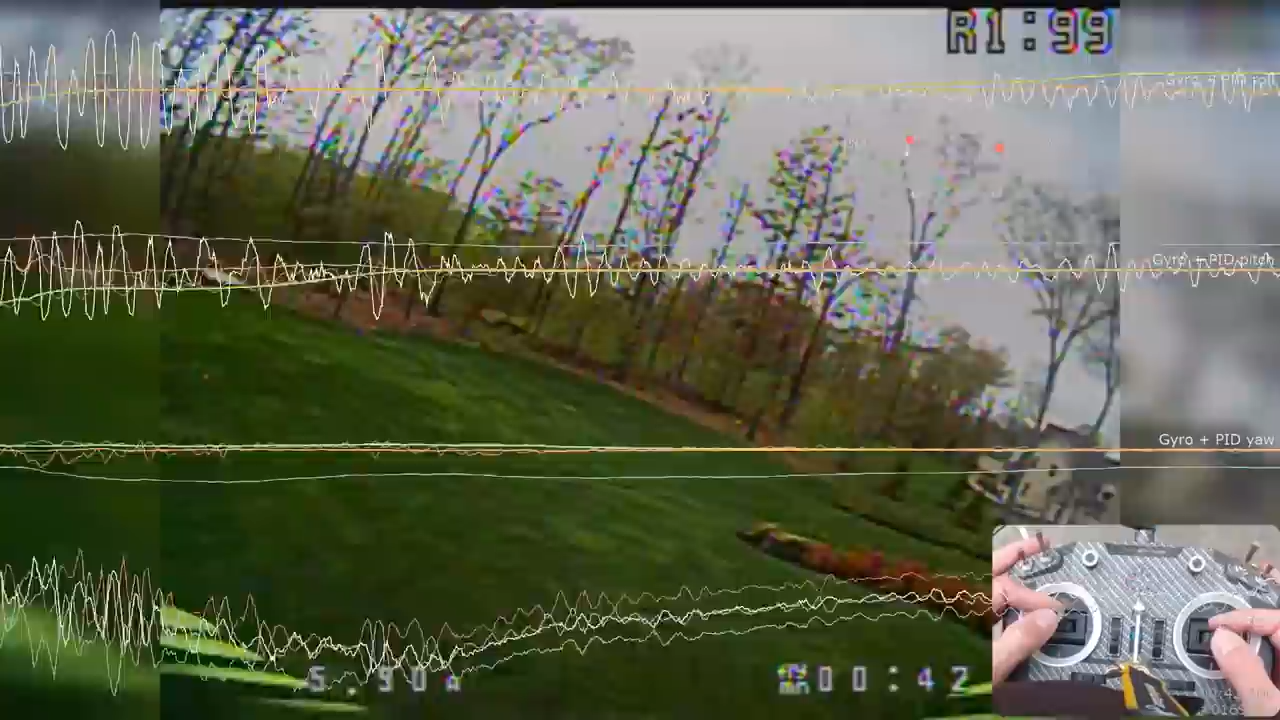 R1:99
Gyro + PID roll
Gyro + PID pitch
Gyro + PID yaw
5.90A
00:42